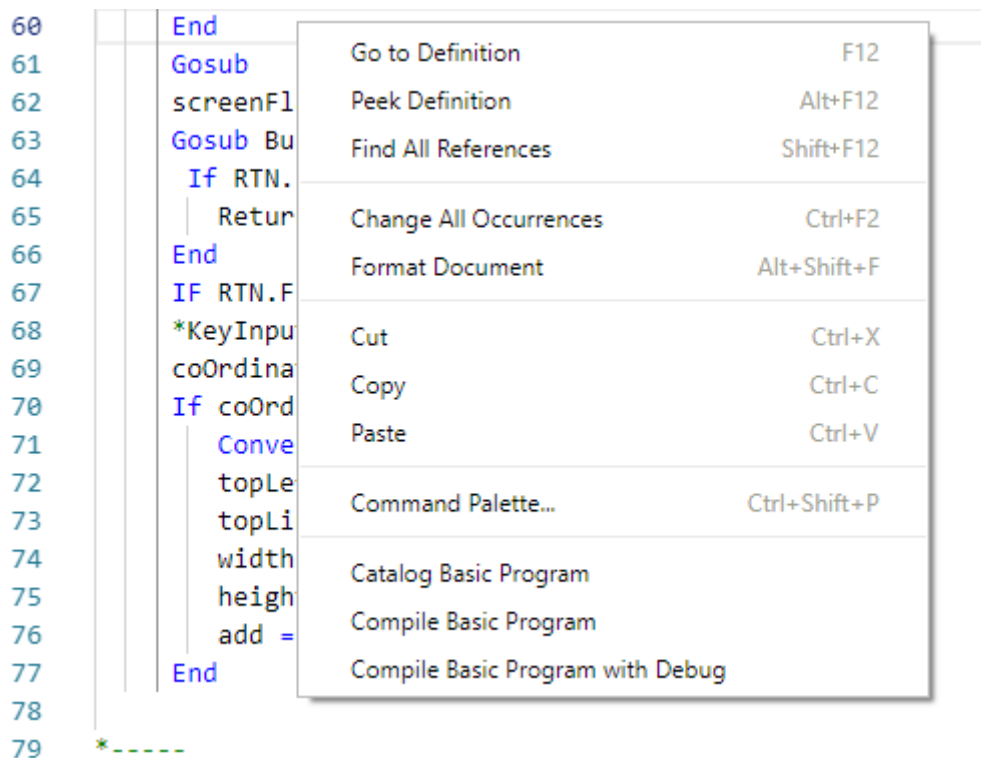 60 End
61 Gosub
62 screenFl
63 Gosub Bu
64 If RTN.
65 Retur
66 End
67 IF RTN.F
68 *KeyInpu
69 coOrdina
70 If coOrd
71 Conve
72 topLe
73 topLi
74 width
75 heigh
76 add =
77 End
78
79 *-----
Go to Definition F12
Peek Definition Alt+F12
Find All References Shift+F12
Change All Occurrences Ctrl+F2
Format Document Alt+Shift+F
Cut Ctrl+X
Copy Ctrl+C
Paste Ctrl+V
Command Palette... Ctrl+Shift+P
Catalog Basic Program
Compile Basic Program
Compile Basic Program with Debug